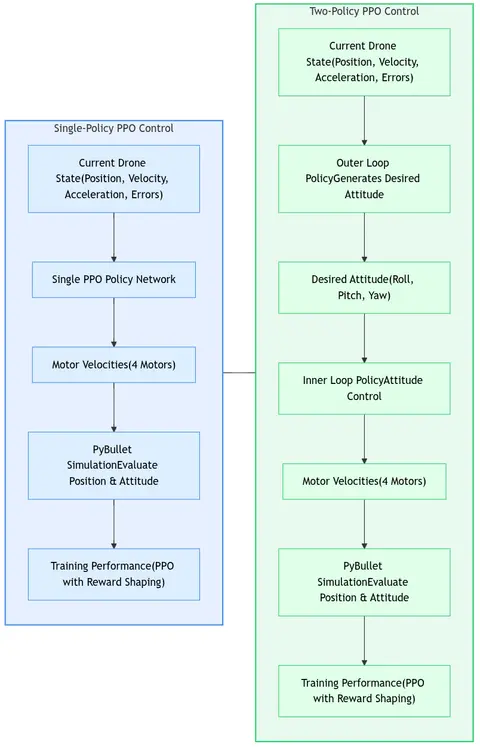 Single-Policy PPO Control
Current Drone
State(Position, Velocity,
Acceleration, Errors)
Single PPO Policy Network
Motor Velocities(4 Motors)
PyBullet
SimulationEvaluate
Position & Attitude
Training Performance(PPO
with Reward Shaping)
Two-Policy PPO Control
Current Drone
State(Position, Velocity,
Acceleration, Errors)
Outer Loop
PolicyGenerates Desired
Attitude
Desired Attitude(Roll,
Pitch, Yaw)
Inner Loop PolicyAttitude
Control
Motor Velocities(4 Motors)
PyBullet
SimulationEvaluate
Position & Attitude
Training Performance(PPO
with Reward Shaping)